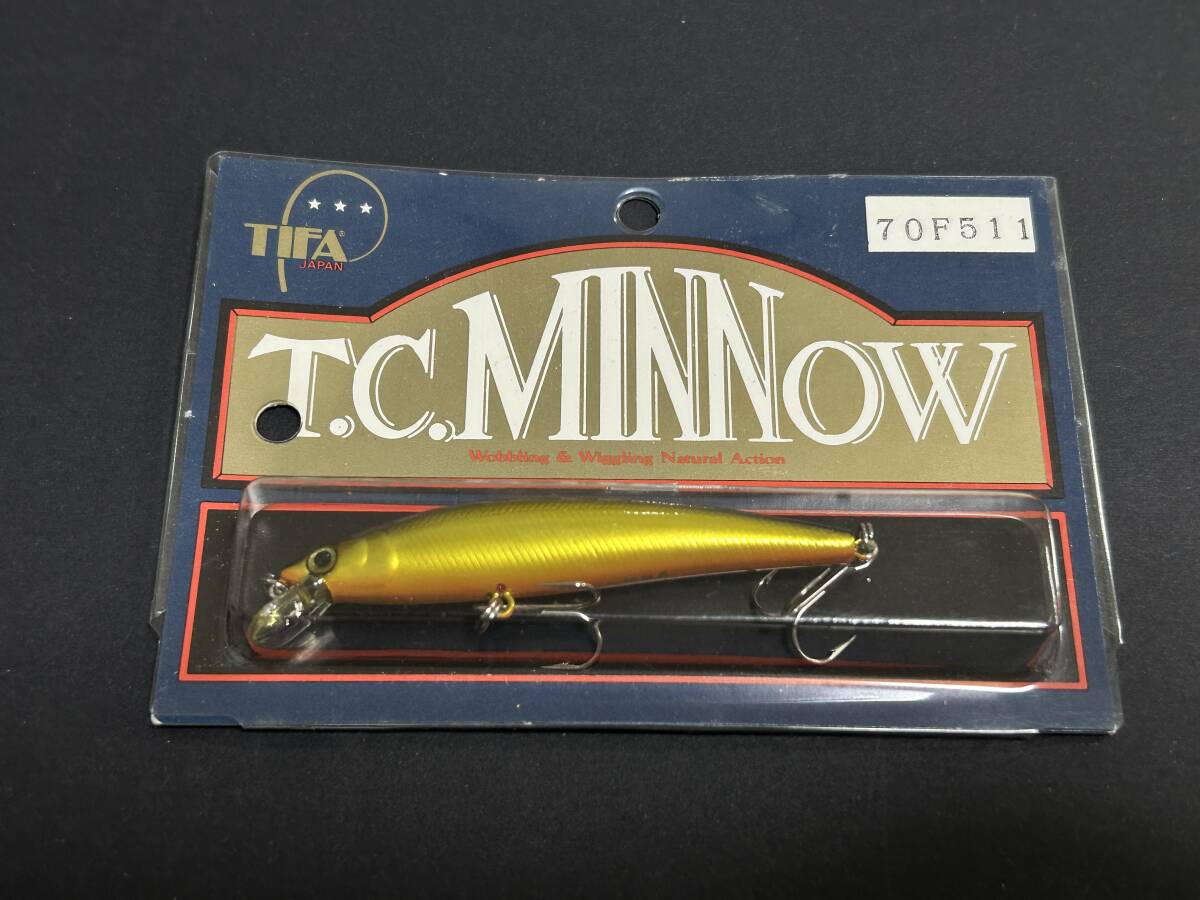 TIFA®
JAPAN
70F511
T.C.MINNOW
Wobbling & Wiggling Natural Action